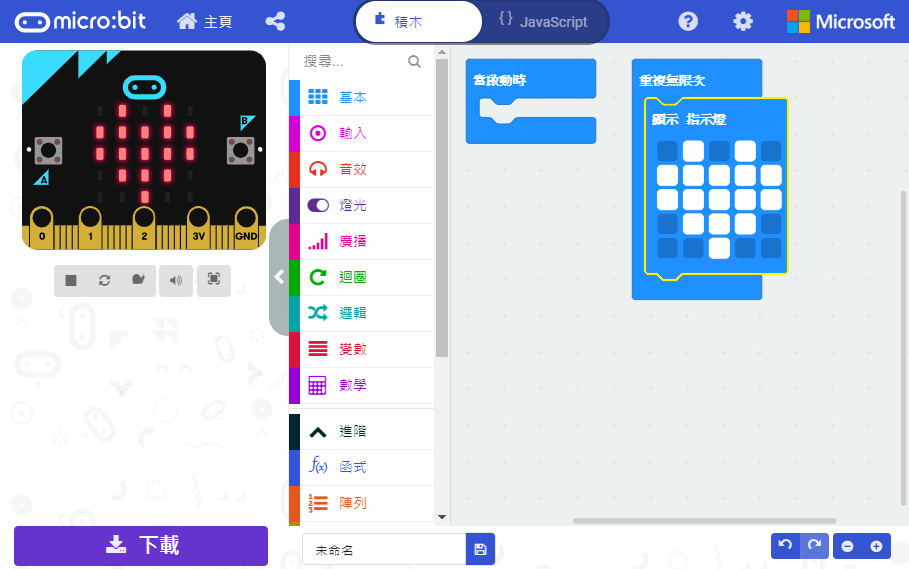 micro:bit
主頁
積木
{} JavaScript
?
Microsoft
B
A
0 1 2 3V GND
下載
搜尋...
基本
輸入
音效
燈光
廣播
迴圈
邏輯
變數
數學
進階
f(x) 函式
1 2 3 陣列
當啟動時
重複無限次
顯示 指示燈
未命名